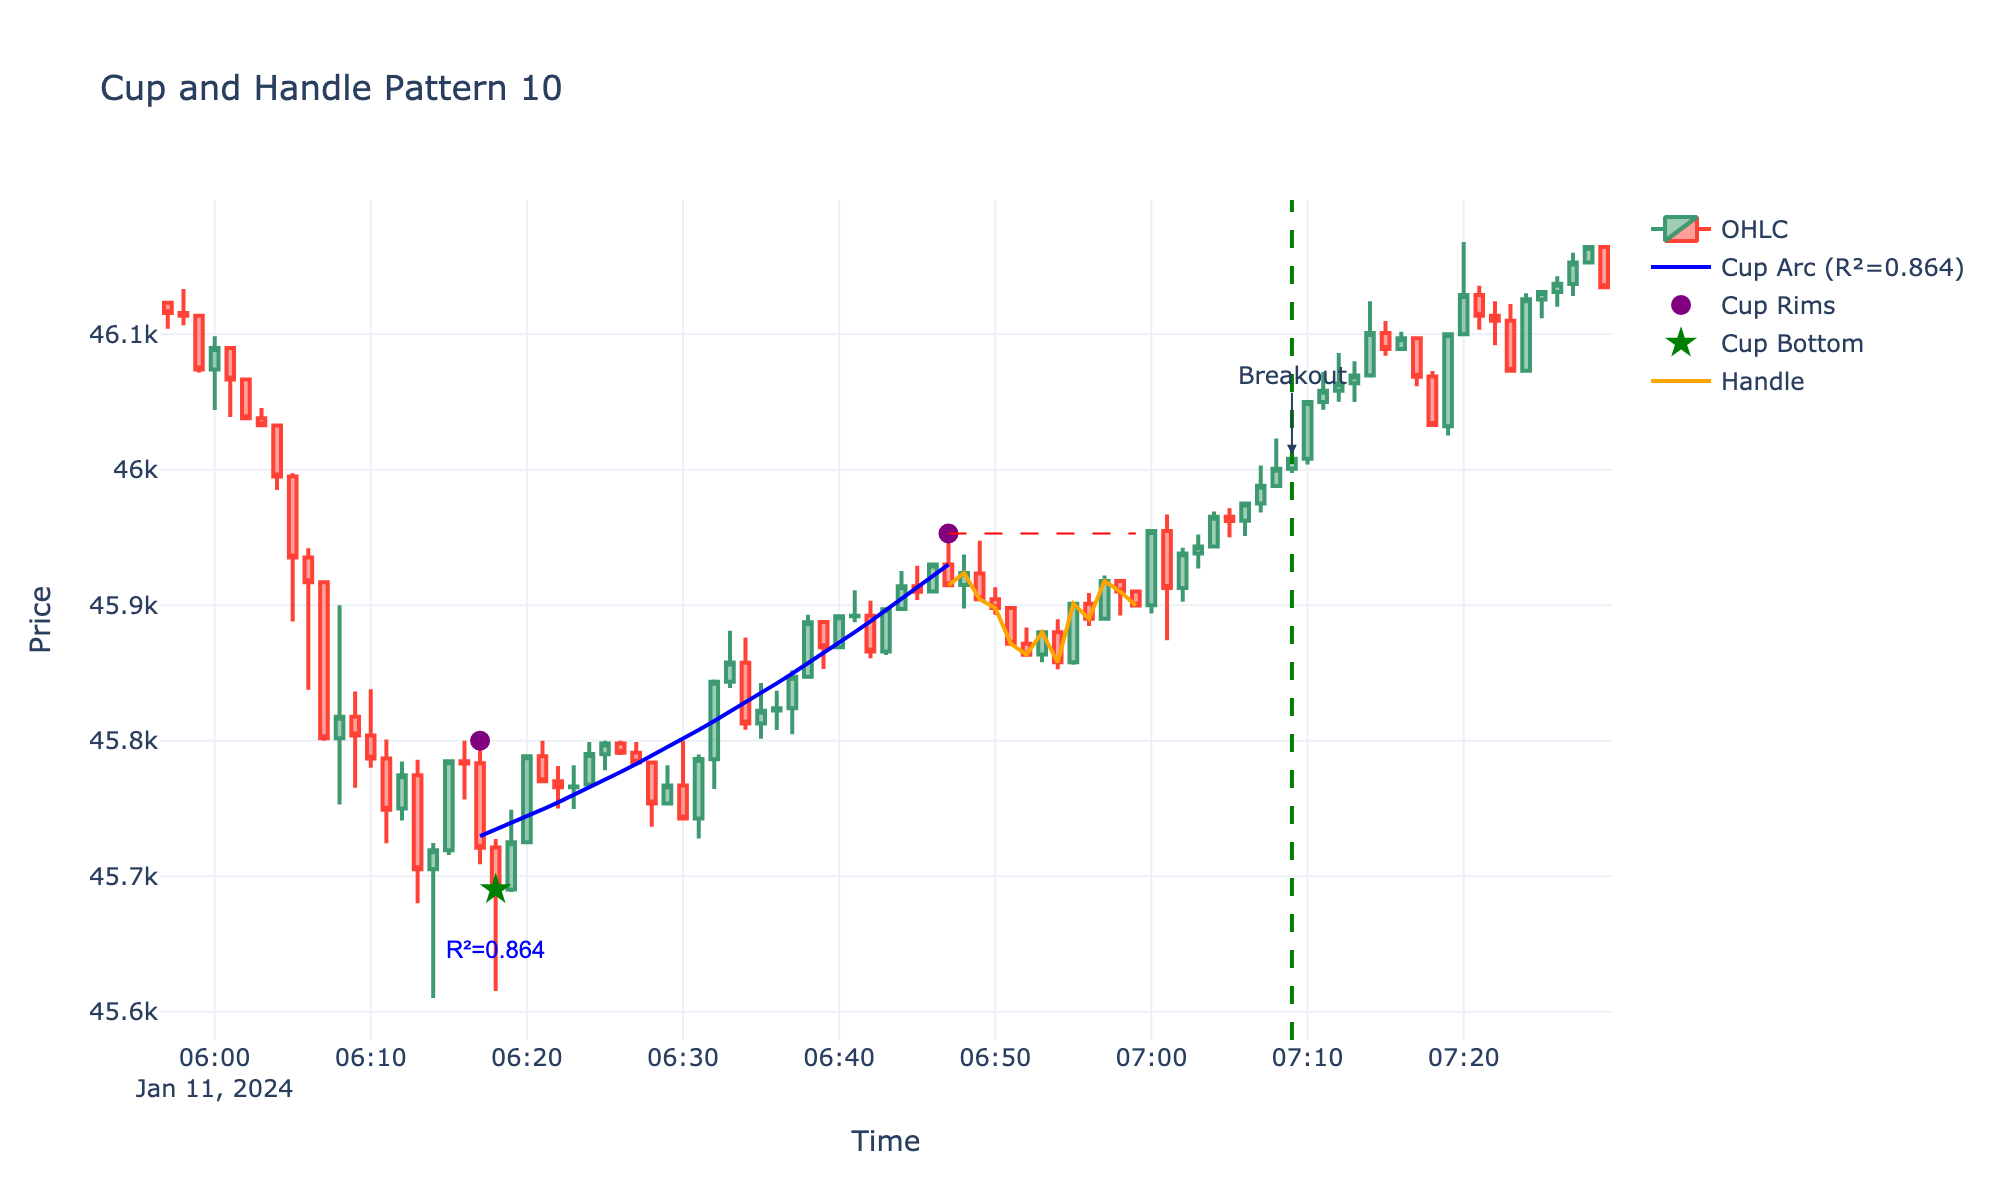 Cup and Handle Pattern 10
OHLC
Cup Arc (R²=0.864)
Cup Rims
Cup Bottom
Handle
Breakout
R²=0.864
Price
46.1k
46k
45.9k
45.8k
45.7k
45.6k
06:00
06:10
06:20
06:30
06:40
06:50
07:00
07:10
07:20
Jan 11, 2024
Time